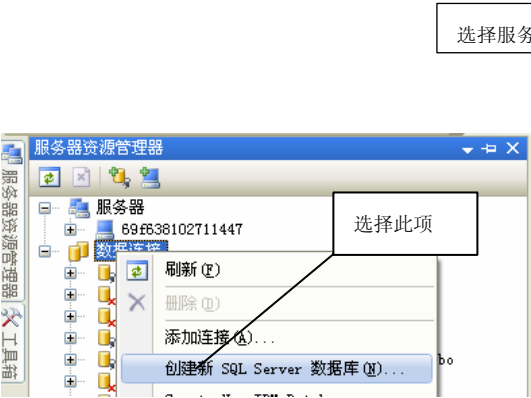 选择服务
服务器资源管理器
服务器资源管理器
工具箱
服务器
69f638102711447
选择此项
数据连接
刷新(F)
删除(D)
添加连接(A)...
创建新 SQL Server 数据库(N)...
bo